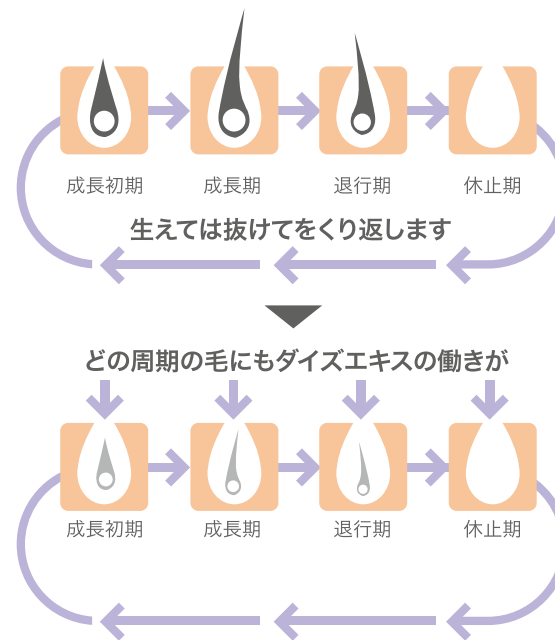 成長初期 成長期 退行期 休止期
生えては抜けてをくり返します
どの周期の毛にもダイズエキスの働きが
成長初期 成長期 退行期 休止期